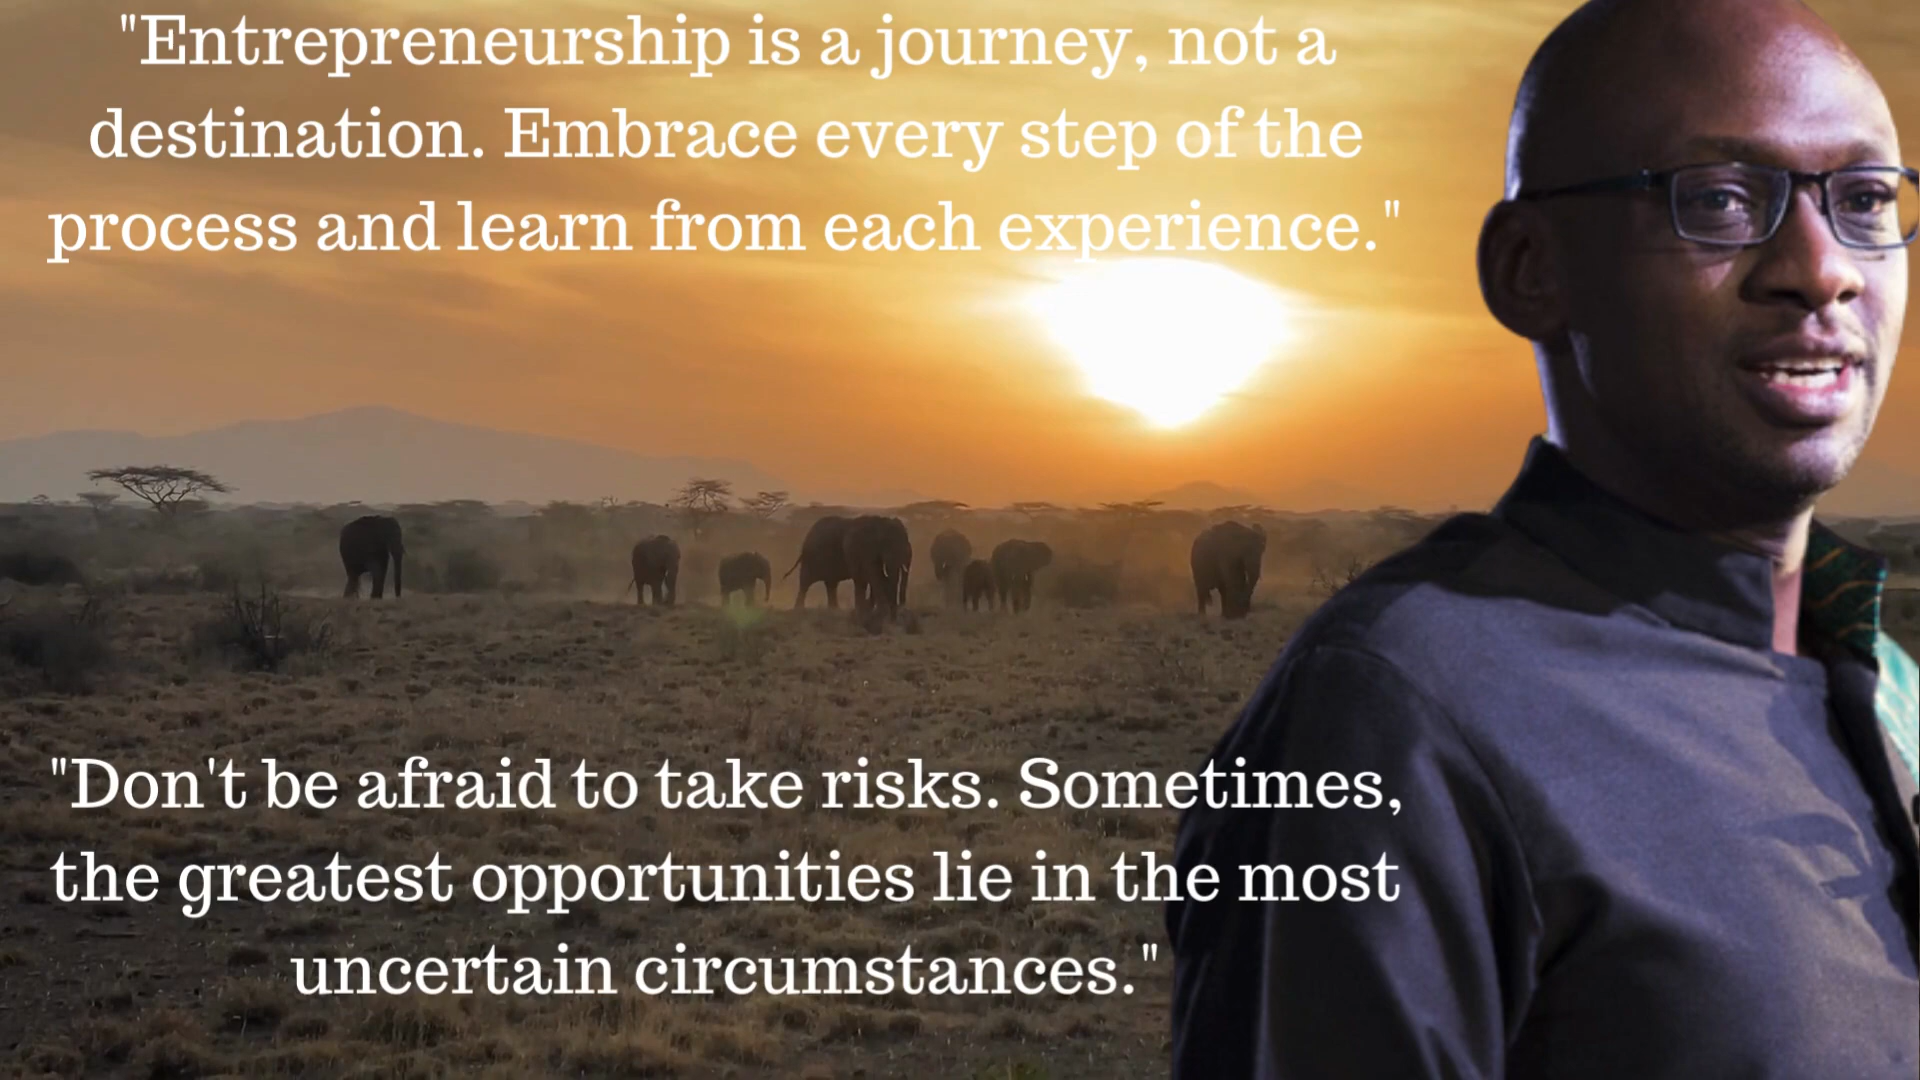 "Entrepreneurship is a journey, not a
destination. Embrace every step of the
process and learn from each experience."
"Don't be afraid to take risks. Sometimes,
the greatest opportunities lie in the most
uncertain circumstances."